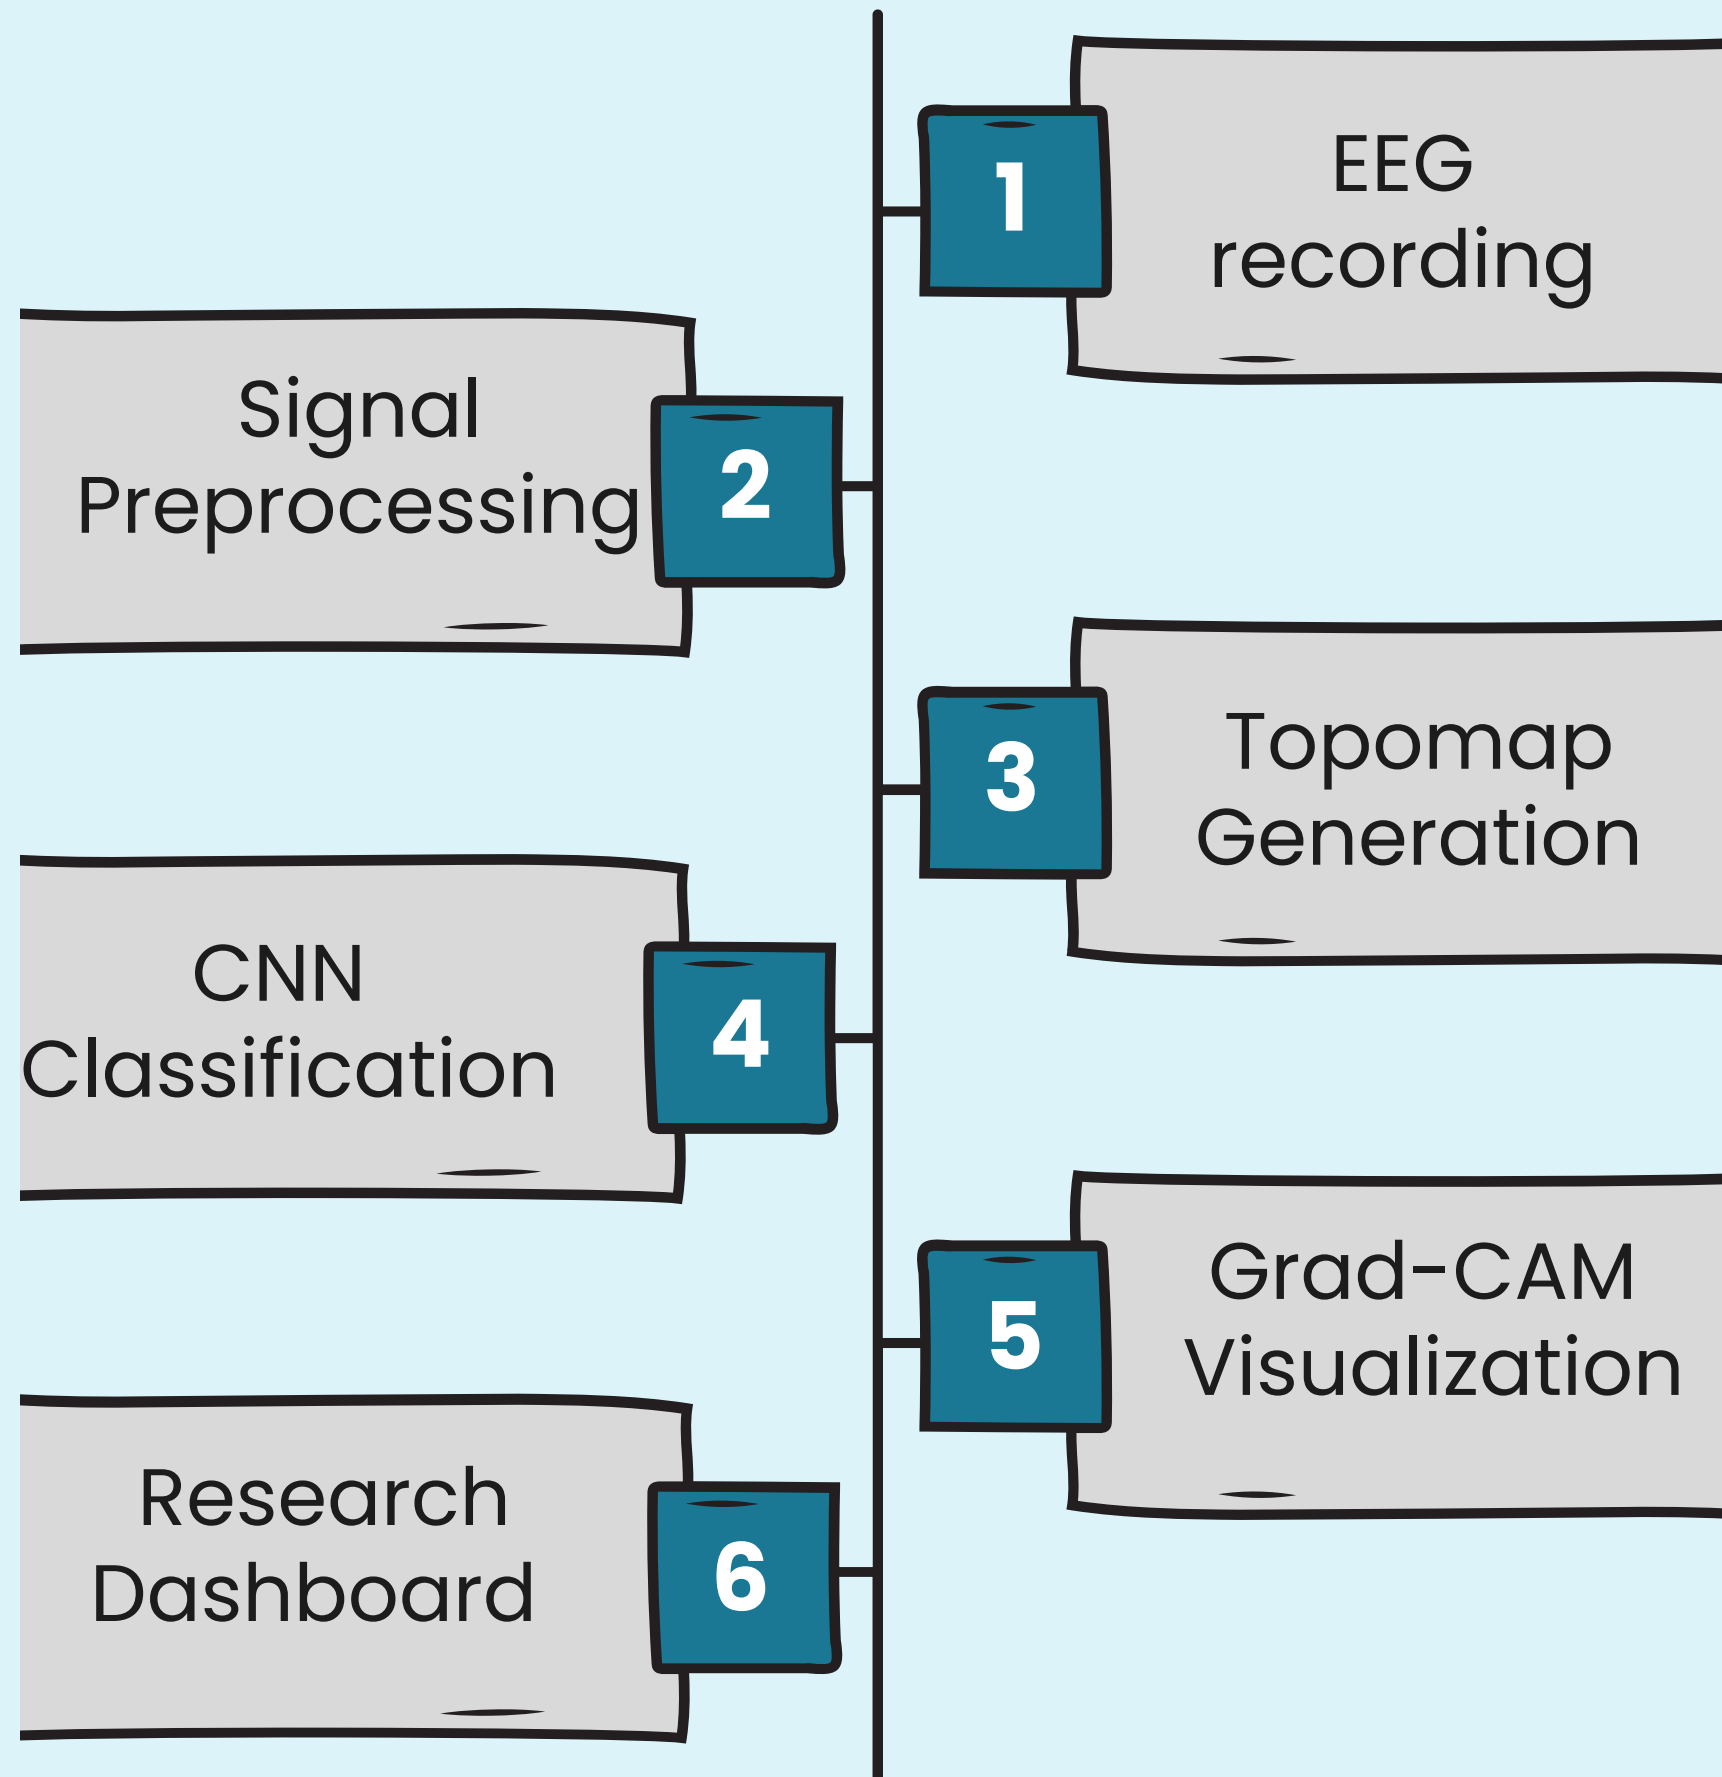 1
EEG
recording
2
Signal
Preprocessing
3
Topomap
Generation
4
CNN
Classification
5
Grad-CAM
Visualization
6
Research
Dashboard